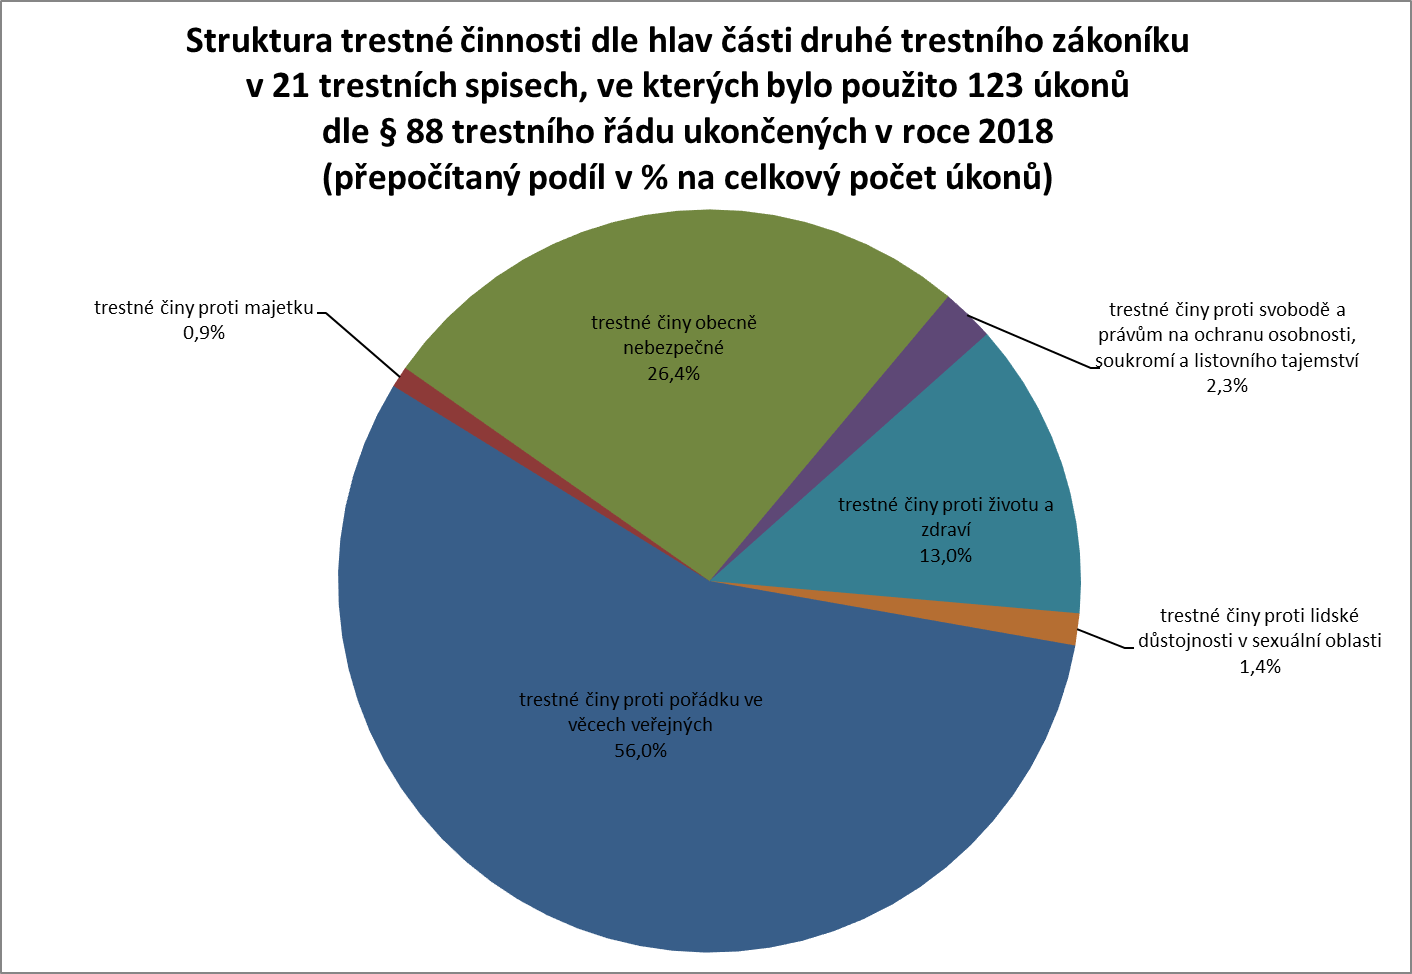 Struktura trestné činnosti dle hlav části druhé trestního zákoníku
v 21 trestních spisech, ve kterých bylo použito 123 úkonů
dle § 88 trestního řádu ukončených v roce 2018
(přepočítaný podíl v % na celkový počet úkonů)
trestné činy proti majetku
0,9%
trestné činy obecně
nebezpečné
26,4%
trestné činy proti svobodě a
právům na ochranu osobnosti,
soukromí a listovního tajemství
2,3%
trestné činy proti životu a
zdraví
13,0%
trestné činy proti lidské
důstojnosti v sexuální oblasti
1,4%
trestné činy proti pořádku ve
věcech veřejných
56,0%